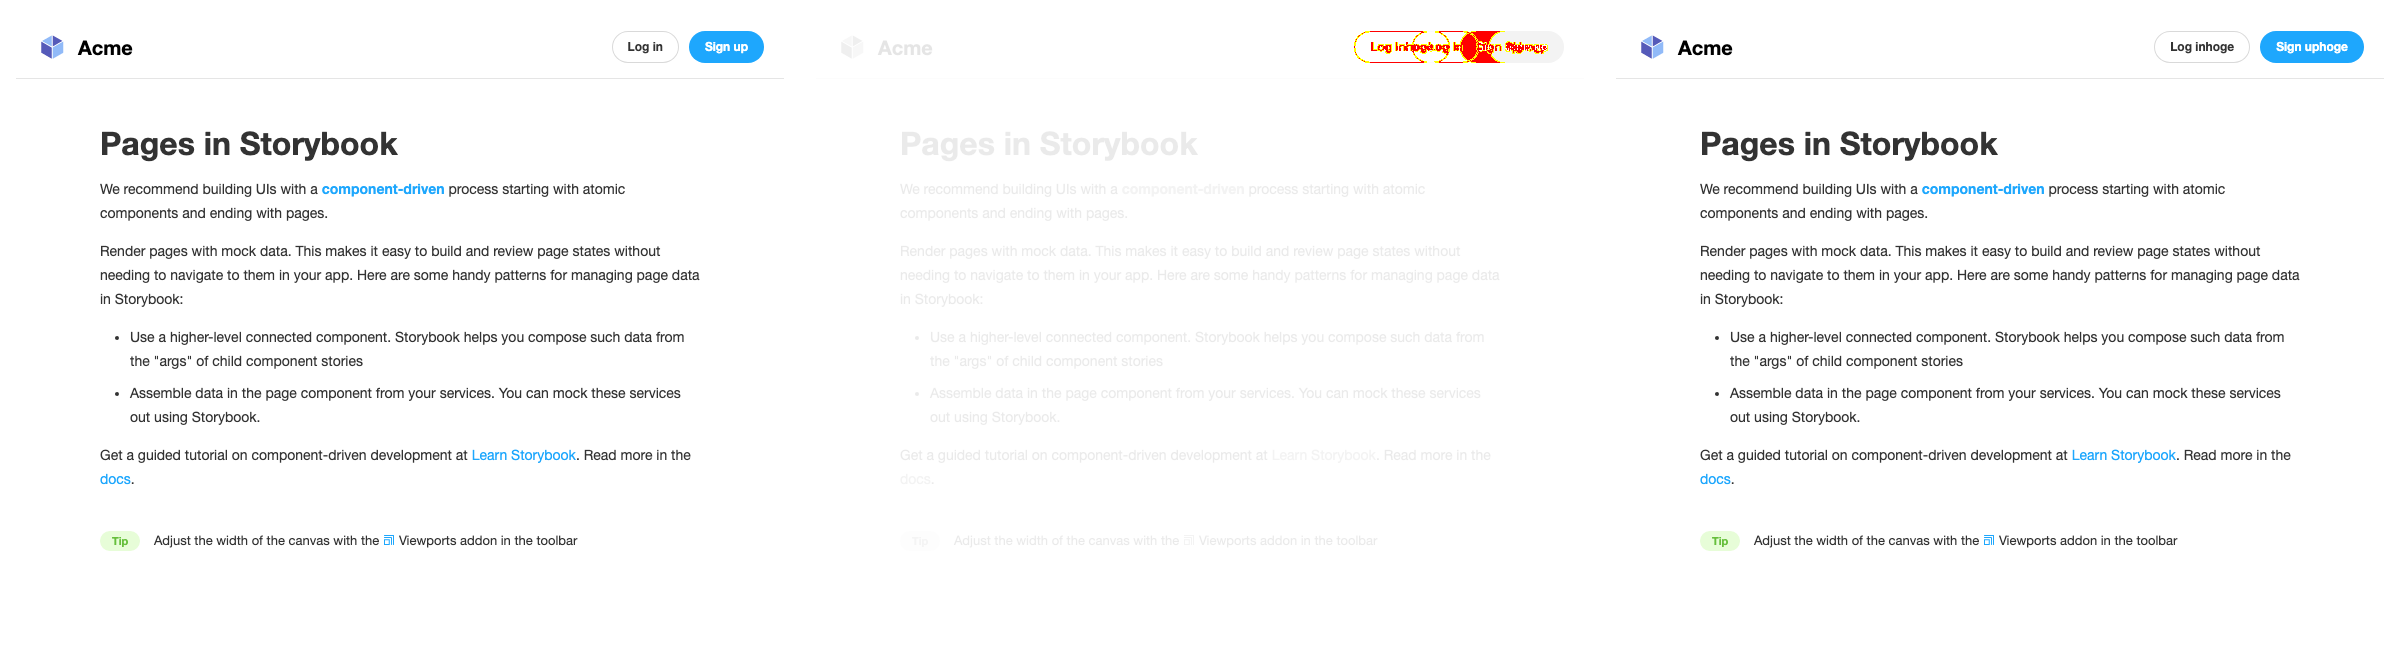 Acme
Log in
Sign up
Pages in Storybook
We recommend building UIs with a component-driven process starting with atomic
components and ending with pages.
Render pages with mock data. This makes it easy to build and review page states without
needing to navigate to them in your app. Here are some handy patterns for managing page data
in Storybook:
• Use a higher-level connected component. Storybook helps you compose such data from
the "args" of child component stories
• Assemble data in the page component from your services. You can mock these services
out using Storybook.
Get a guided tutorial on component-driven development at Learn Storybook. Read more in the
docs.
Tip
Adjust the width of the canvas with the Viewports addon in the toolbar
Acme
Pages in Storybook
We recommend building UIs with a component-driven process starting with atomic
components and ending with pages.
Render pages with mock data. This makes it easy to build and review page states without
needing to navigate to them in your app. Here are some handy patterns for managing page data
in Storybook:
• Use a higher-level connected component. Storybook helps you compose such data from
the "args" of child component stories
• Assemble data in the page component from your services. You can mock these services
out using Storybook.
Get a guided tutorial on component-driven development at Learn Storybook. Read more in the
docs.
Tip
Adjust the width of the canvas with the Viewports addon in the toolbar
Acme
Log inhoge
Sign uphoge
Pages in Storybook
We recommend building UIs with a component-driven process starting with atomic
components and ending with pages.
Render pages with mock data. This makes it easy to build and review page states without
needing to navigate to them in your app. Here are some handy patterns for managing page data
in Storybook:
• Use a higher-level connected component. Storybook helps you compose such data from
the "args" of child component stories
• Assemble data in the page component from your services. You can mock these services
out using Storybook.
Get a guided tutorial on component-driven development at Learn Storybook. Read more in the
docs.
Tip
Adjust the width of the canvas with the Viewports addon in the toolbar